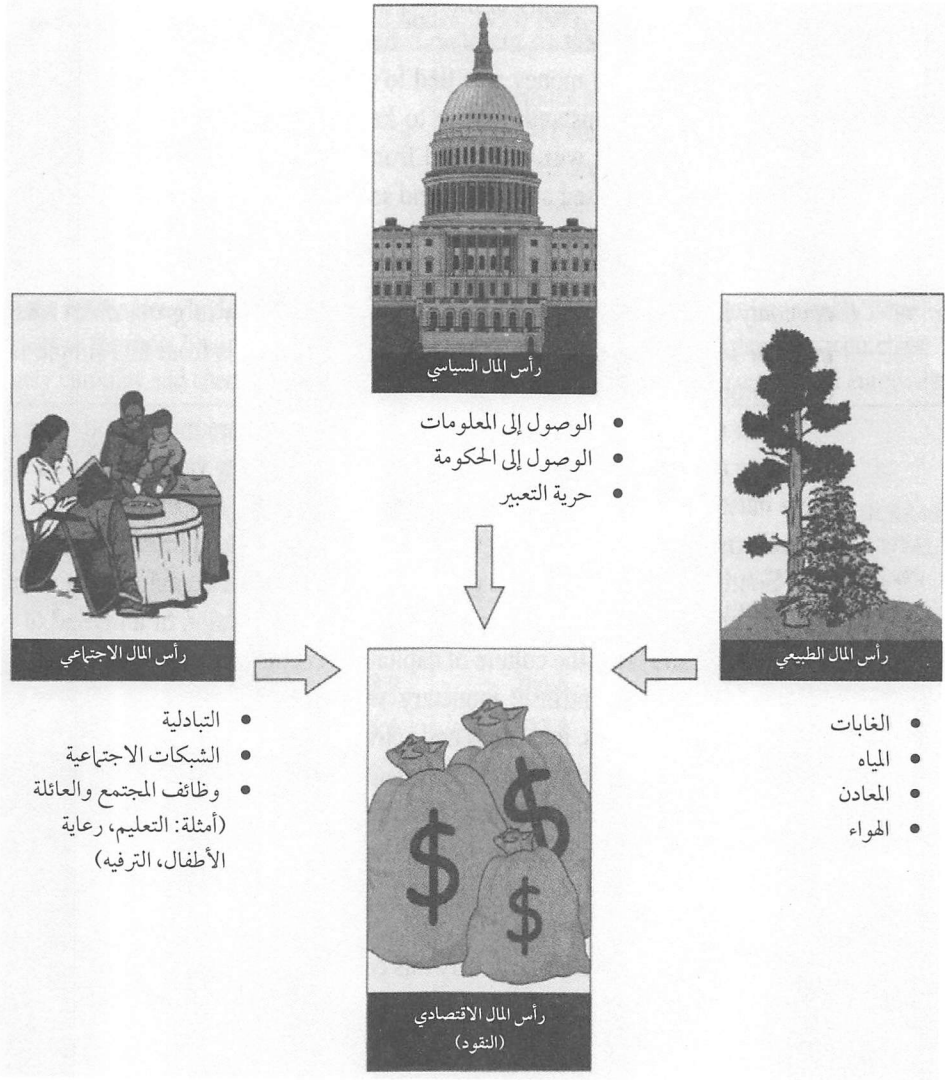 رأس المال السياسي
• الوصول إلى المعلومات
• الوصول إلى الحكومة
• حرية التعبير
رأس المال الطبيعي
• الغابات
• المياه
• المعادن
• الهواء
رأس المال الاجتماعي
• التبادلية
• الشبكات الاجتماعية
• وظائف المجتمع والعائلة
(أمثلة: التعليم، رعاية
الأطفال، الترفيه)
رأس المال الاقتصادي
(النقود)
$
$
$